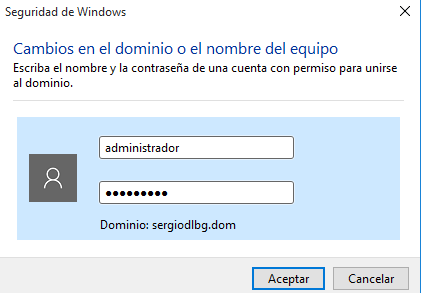 Seguridad de Windows
Cambios en el dominio o el nombre del equipo
Escriba el nombre y la contraseña de una cuenta con permiso para unirse
al dominio.
administrador
●●●●●●●●●
Dominio: sergiodlbg.dom
Aceptar
Cancelar